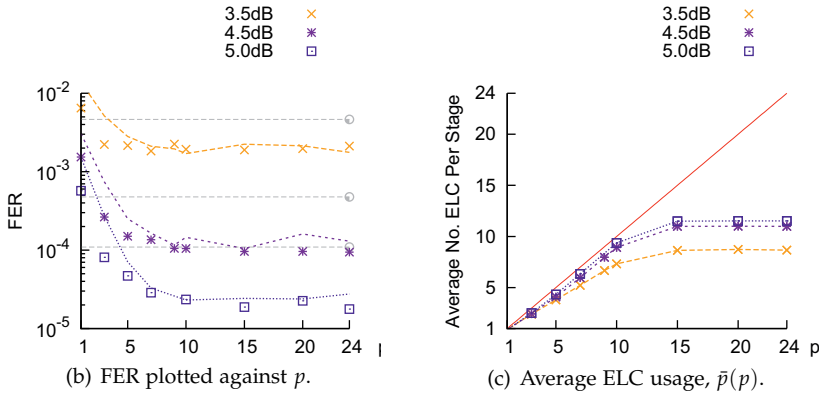 3.5dB
4.5dB
5.0dB
10^-2
10^-3
10^-4
10^-5
FER
1 5 10 15 20 24 p
(b) FER plotted against p.
3.5dB
4.5dB
5.0dB
24
20
15
10
5
1
Average No. ELC Per Stage
1 5 10 15 20 24 p
(c) Average ELC usage, p̄(p).